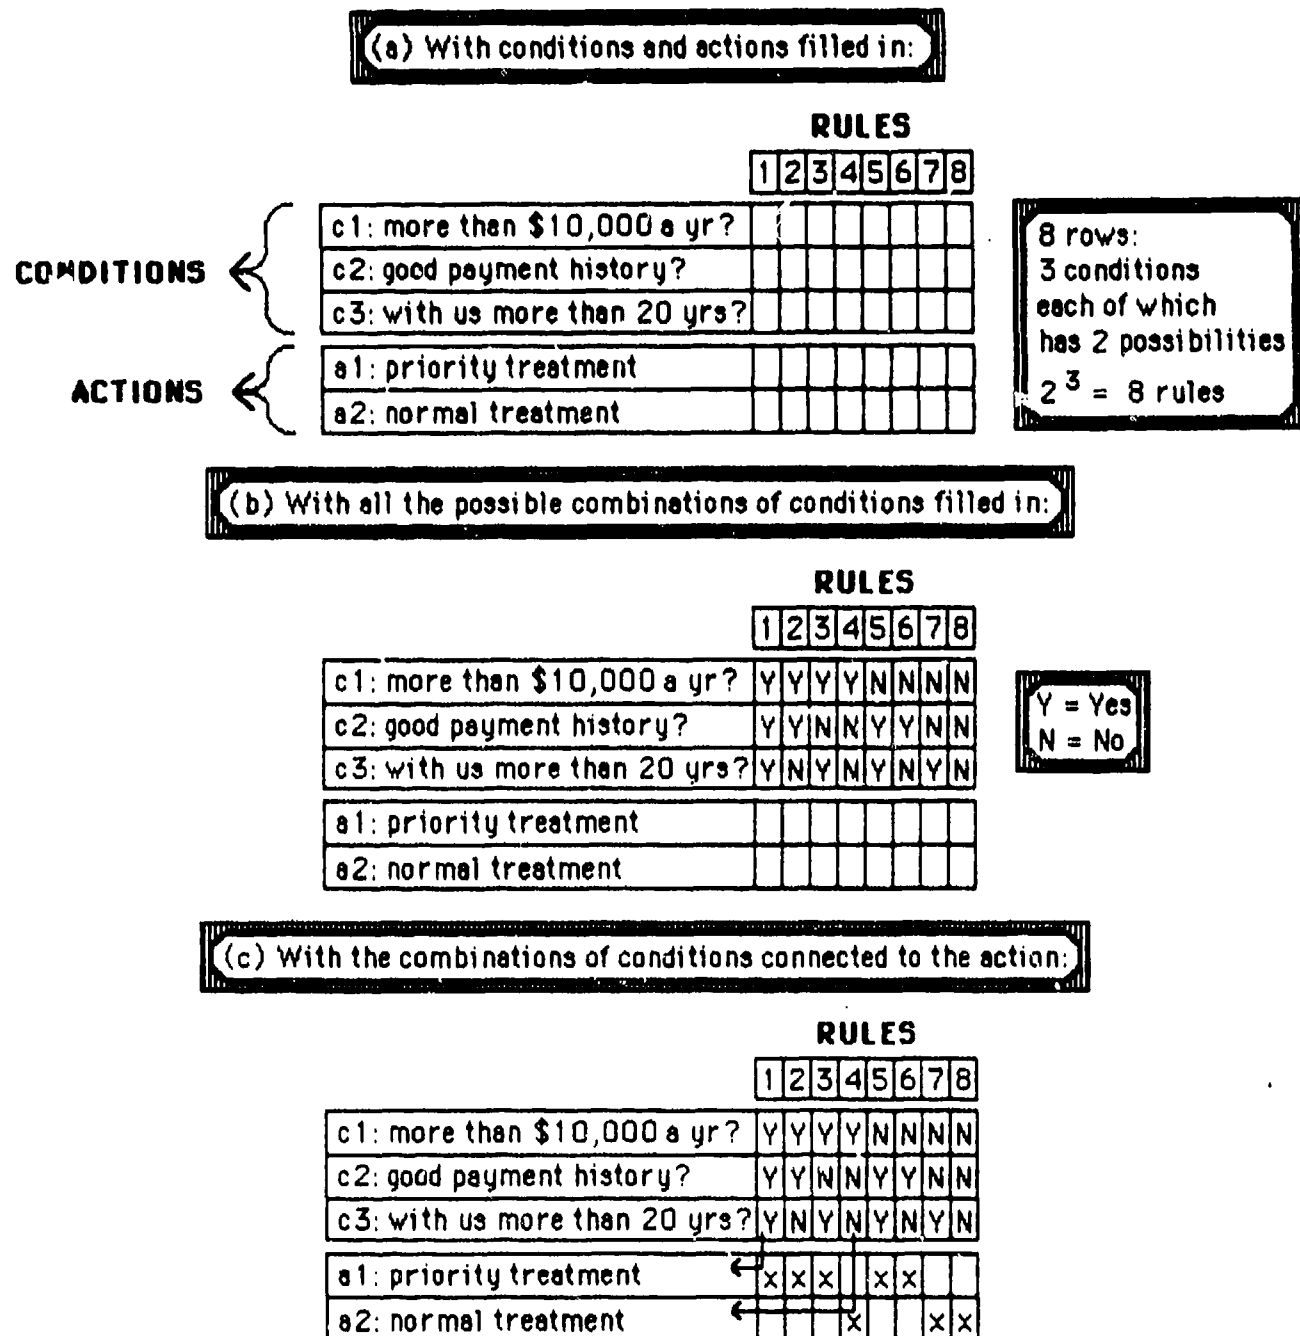 (a) With conditions and actions filled in:
RULES
1 2 3 4 5 6 7 8
CONDITIONS
c1: more than $10,000 a yr?
c2: good payment history?
c3: with us more than 20 yrs?
ACTIONS
a1: priority treatment
a2: normal treatment
8 rows:
3 conditions
each of which
has 2 possibilities
2³ = 8 rules
(b) With all the possible combinations of conditions filled in:
RULES
1 2 3 4 5 6 7 8
c1: more than $10,000 a yr? Y Y Y Y N N N N
c2: good payment history? Y Y N N Y Y N N
c3: with us more than 20 yrs? Y N Y N Y N Y N
a1: priority treatment
a2: normal treatment
Y = Yes
N = No
(c) With the combinations of conditions connected to the action:
RULES
1 2 3 4 5 6 7 8
c1: more than $10,000 a yr? Y Y Y Y N N N N
c2: good payment history? Y Y N N Y Y N N
c3: with us more than 20 yrs? Y N Y N Y N Y N
a1: priority treatment x x x x x
a2: normal treatment x x x